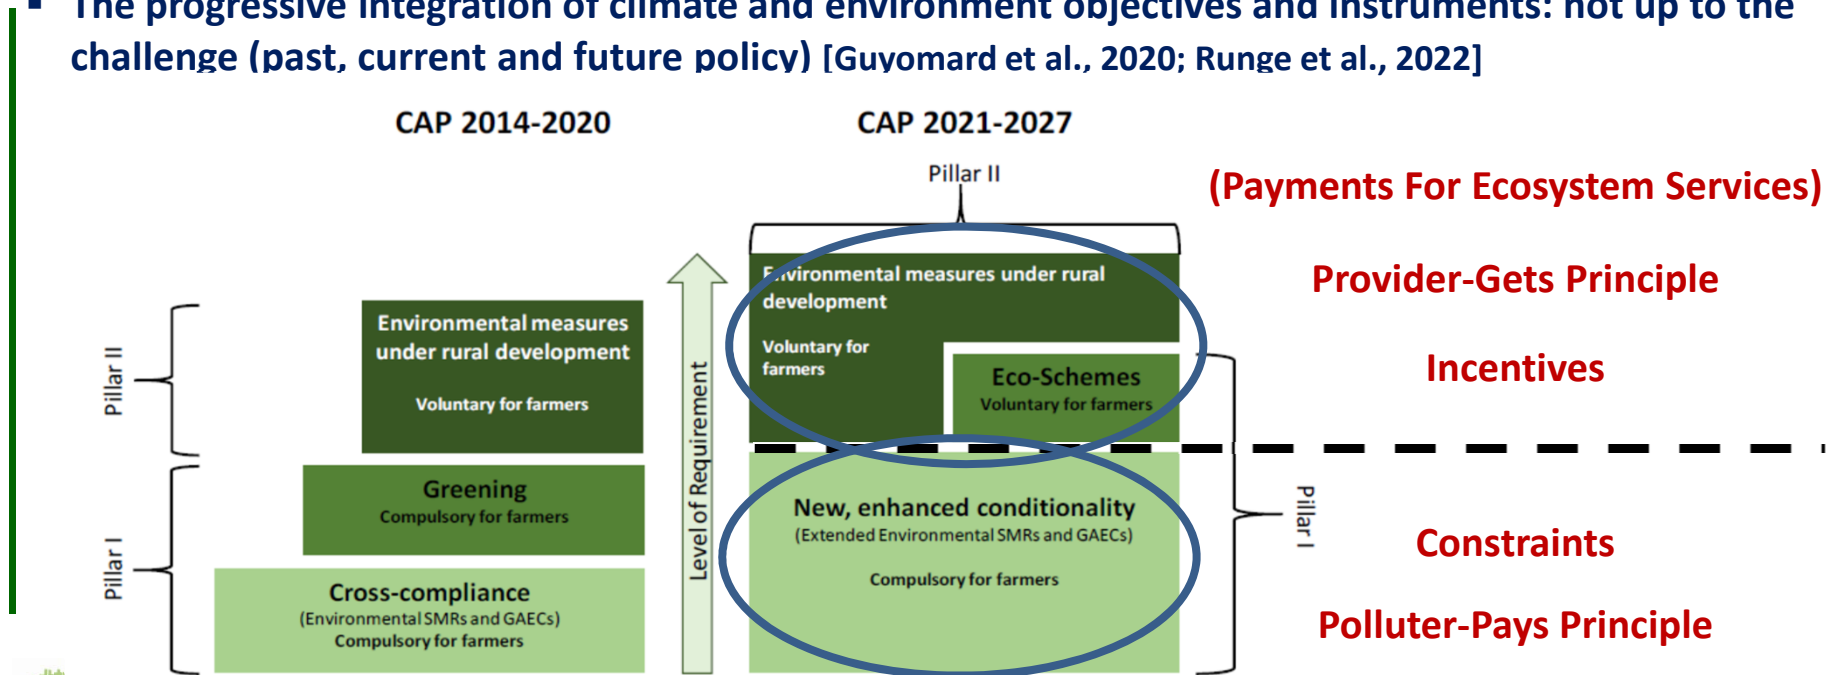 The progressive integration of climate and environment objectives and instruments: not up to the
challenge (past, current and future policy) [Guyomard et al., 2020; Runge et al., 2022]
CAP 2014-2020
CAP 2021-2027
Pillar II
(Payments For Ecosystem Services)
Provider-Gets Principle
Incentives
Constraints
Polluter-Pays Principle
Pillar II
Environmental measures
under rural development
Voluntary for farmers
Pillar I
Greening
Compulsory for farmers
Cross-compliance
(Environmental SMRs and GAECs)
Compulsory for farmers
Level of Requirement
Environmental measures under rural
development
Voluntary for
farmers
Eco-Schemes
Voluntary for farmers
New, enhanced conditionality
(Extended Environmental SMRs and GAECs)
Compulsory for farmers
Pillar I